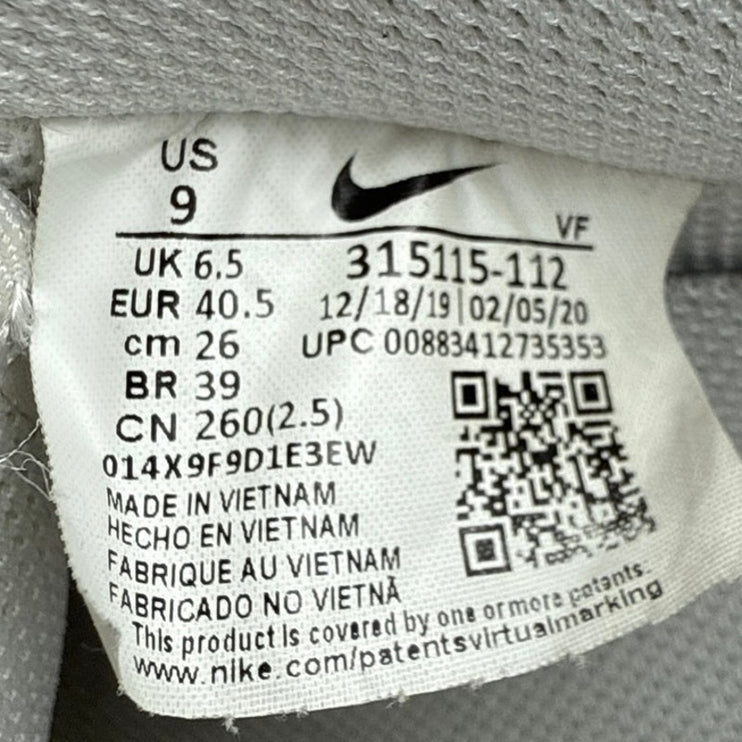 US
9
VF
UK 6.5
315115-112
EUR 40.5
12/18/19|02/05/20
cm 26
UPC 00883412735353
BR 39
CN 260(2.5)
014X9F9D1E3EW
MADE IN VIETNAM
HECHO EN VIETNAM
FABRIQUE AU VIETNAM
FABRICADO NO VIETNÃ
This product is covered by one or more patents.
www.nike.com/patentsvirtualmarking